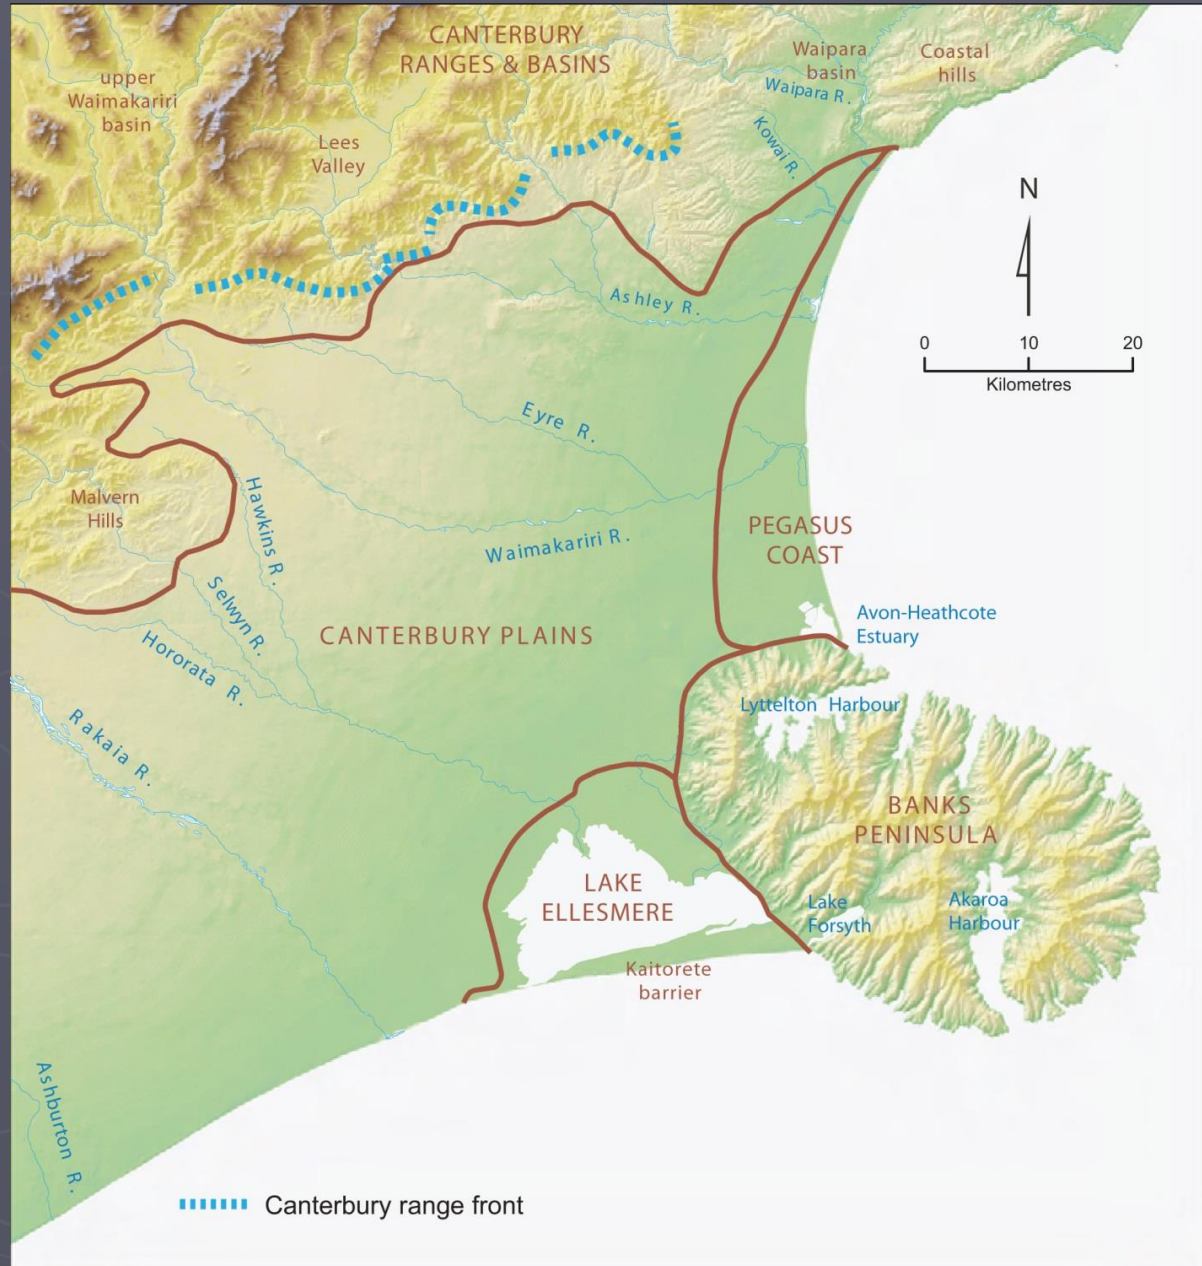 CANTERBURY
RANGES & BASINS
Waipara
basin
Coastal
hills
upper
Waimakariri
basin
Waipara R.
Lees
Valley
Kowai R.
N
Ashley R.
0 10 20
Kilometres
Eyre R.
Malvern
Hills
Hawkins R.
PEGASUS
COAST
Waimakariri R.
Selwyn R.
Avon-Heathcote
Estuary
CANTERBURY PLAINS
Hororata R.
Lyttelton Harbour
Rakaia R.
BANKS
PENINSULA
LAKE
ELLESMERE
Lake
Forsyth
Akaroa
Harbour
Kaitorete
barrier
Ashburton R.
Canterbury range front